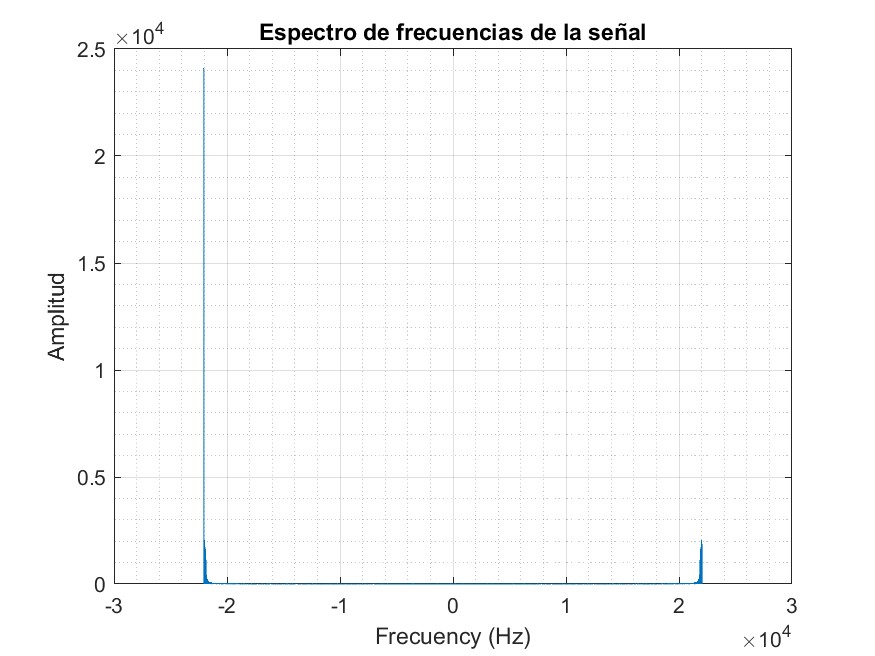 Espectro de frecuencias de la señal
×10⁴
2.5
2
1.5
1
0.5
0
Amplitud
-3 -2 -1 0 1 2 3
Frecuency (Hz)
×10⁴